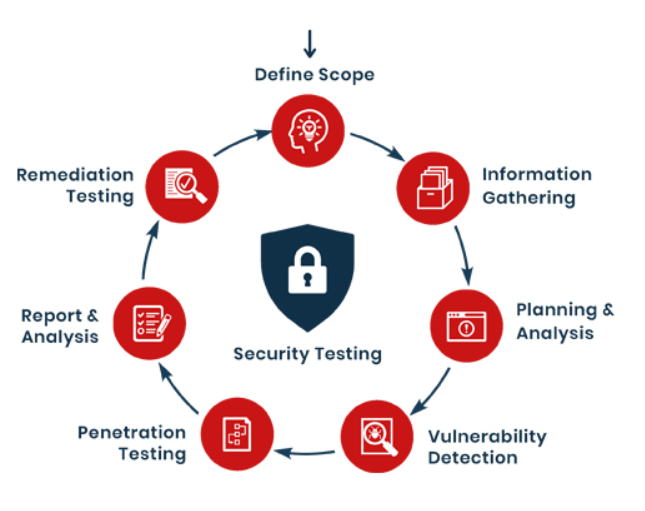 Define Scope
Information
Gathering
Planning &
Analysis
Vulnerability
Detection
Penetration
Testing
Report &
Analysis
Remediation
Testing
Security Testing